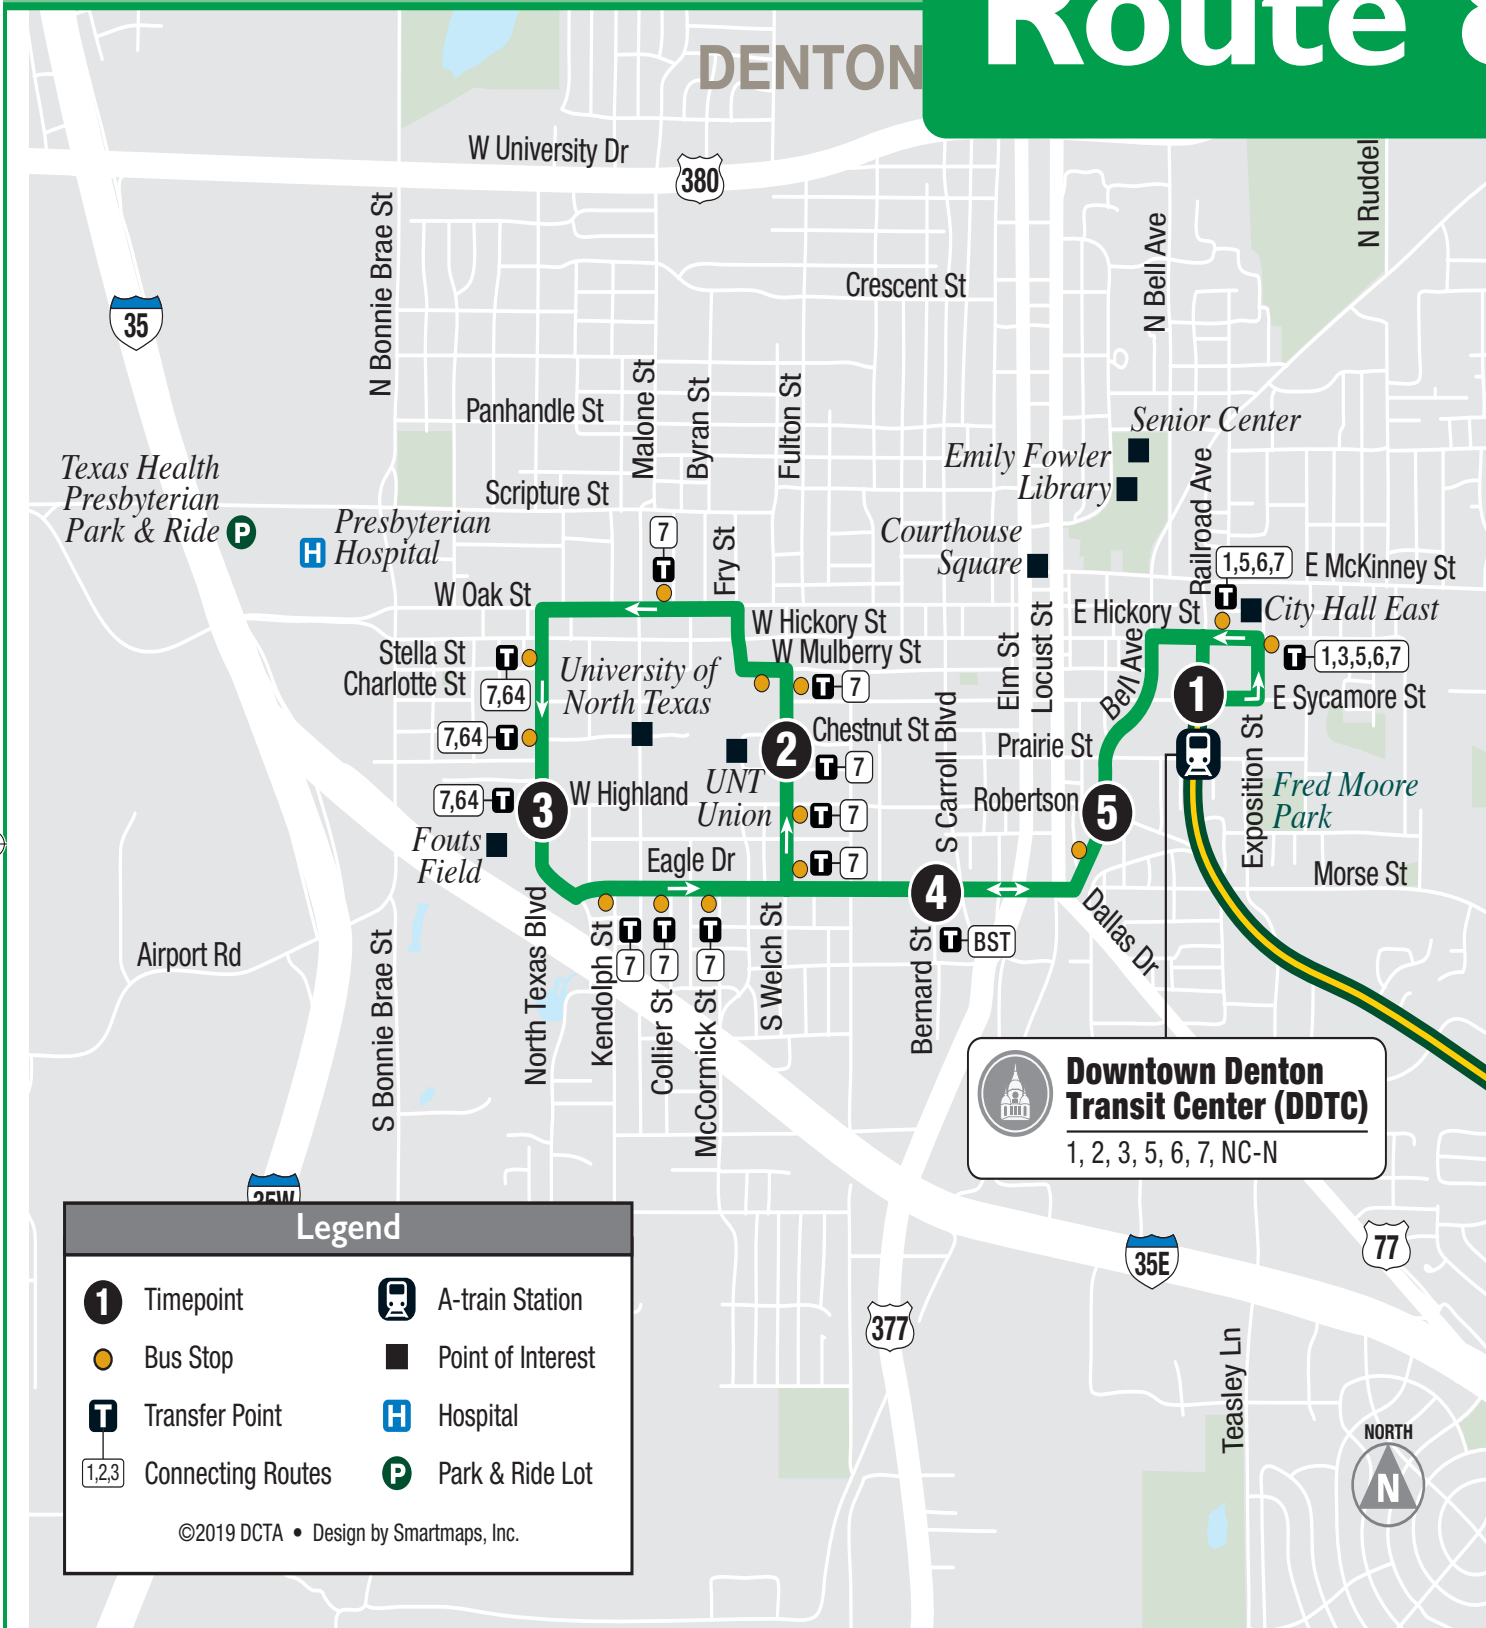 Route 8
DENTON
W University Dr
380
N Ruddel
N Bonnie Brae St
N Bell Ave
Crescent St
35
Malone St
Byran St
Fulton St
Panhandle St
Senior Center
Emily Fowler
Library
Railroad Ave
Texas Health
Presbyterian
Park & Ride
P
H
Presbyterian
Hospital
Scripture St
7
T
Fry St
Courthouse
Square
1,5,6,7
T
E McKinney St
W Oak St
W Hickory St
E Hickory St
City Hall East
Stella St
T
Charlotte St
7,64
University of
North Texas
W Mulberry St
T
7
Elm St
Locust St
Bell Ave
T
1,3,5,6,7
1
E Sycamore St
7,64
T
2
Chestnut St
T
7
S Carroll Blvd
Prairie St
Exposition St
7,64
T
3
W Highland
UNT
Union
T
7
Robertson
5
Fred Moore
Park
Fouts
Field
Eagle Dr
T
7
4
Morse St
T
BST
Dallas Dr
Airport Rd
S Bonnie Brae St
North Texas Blvd
Kendolph St
T
7
Collier St
T
7
McCormick St
T
7
S Welch St
Bernard St
Downtown Denton
Transit Center (DDTC)
1, 2, 3, 5, 6, 7, NC-N
35W
77
35E
377
Teasley Ln
NORTH
N
Legend
1
Timepoint
A-train Station
Bus Stop
Point of Interest
T
Transfer Point
H
Hospital
1,2,3
Connecting Routes
P
Park & Ride Lot
©2019 DCTA • Design by Smartmaps, Inc.